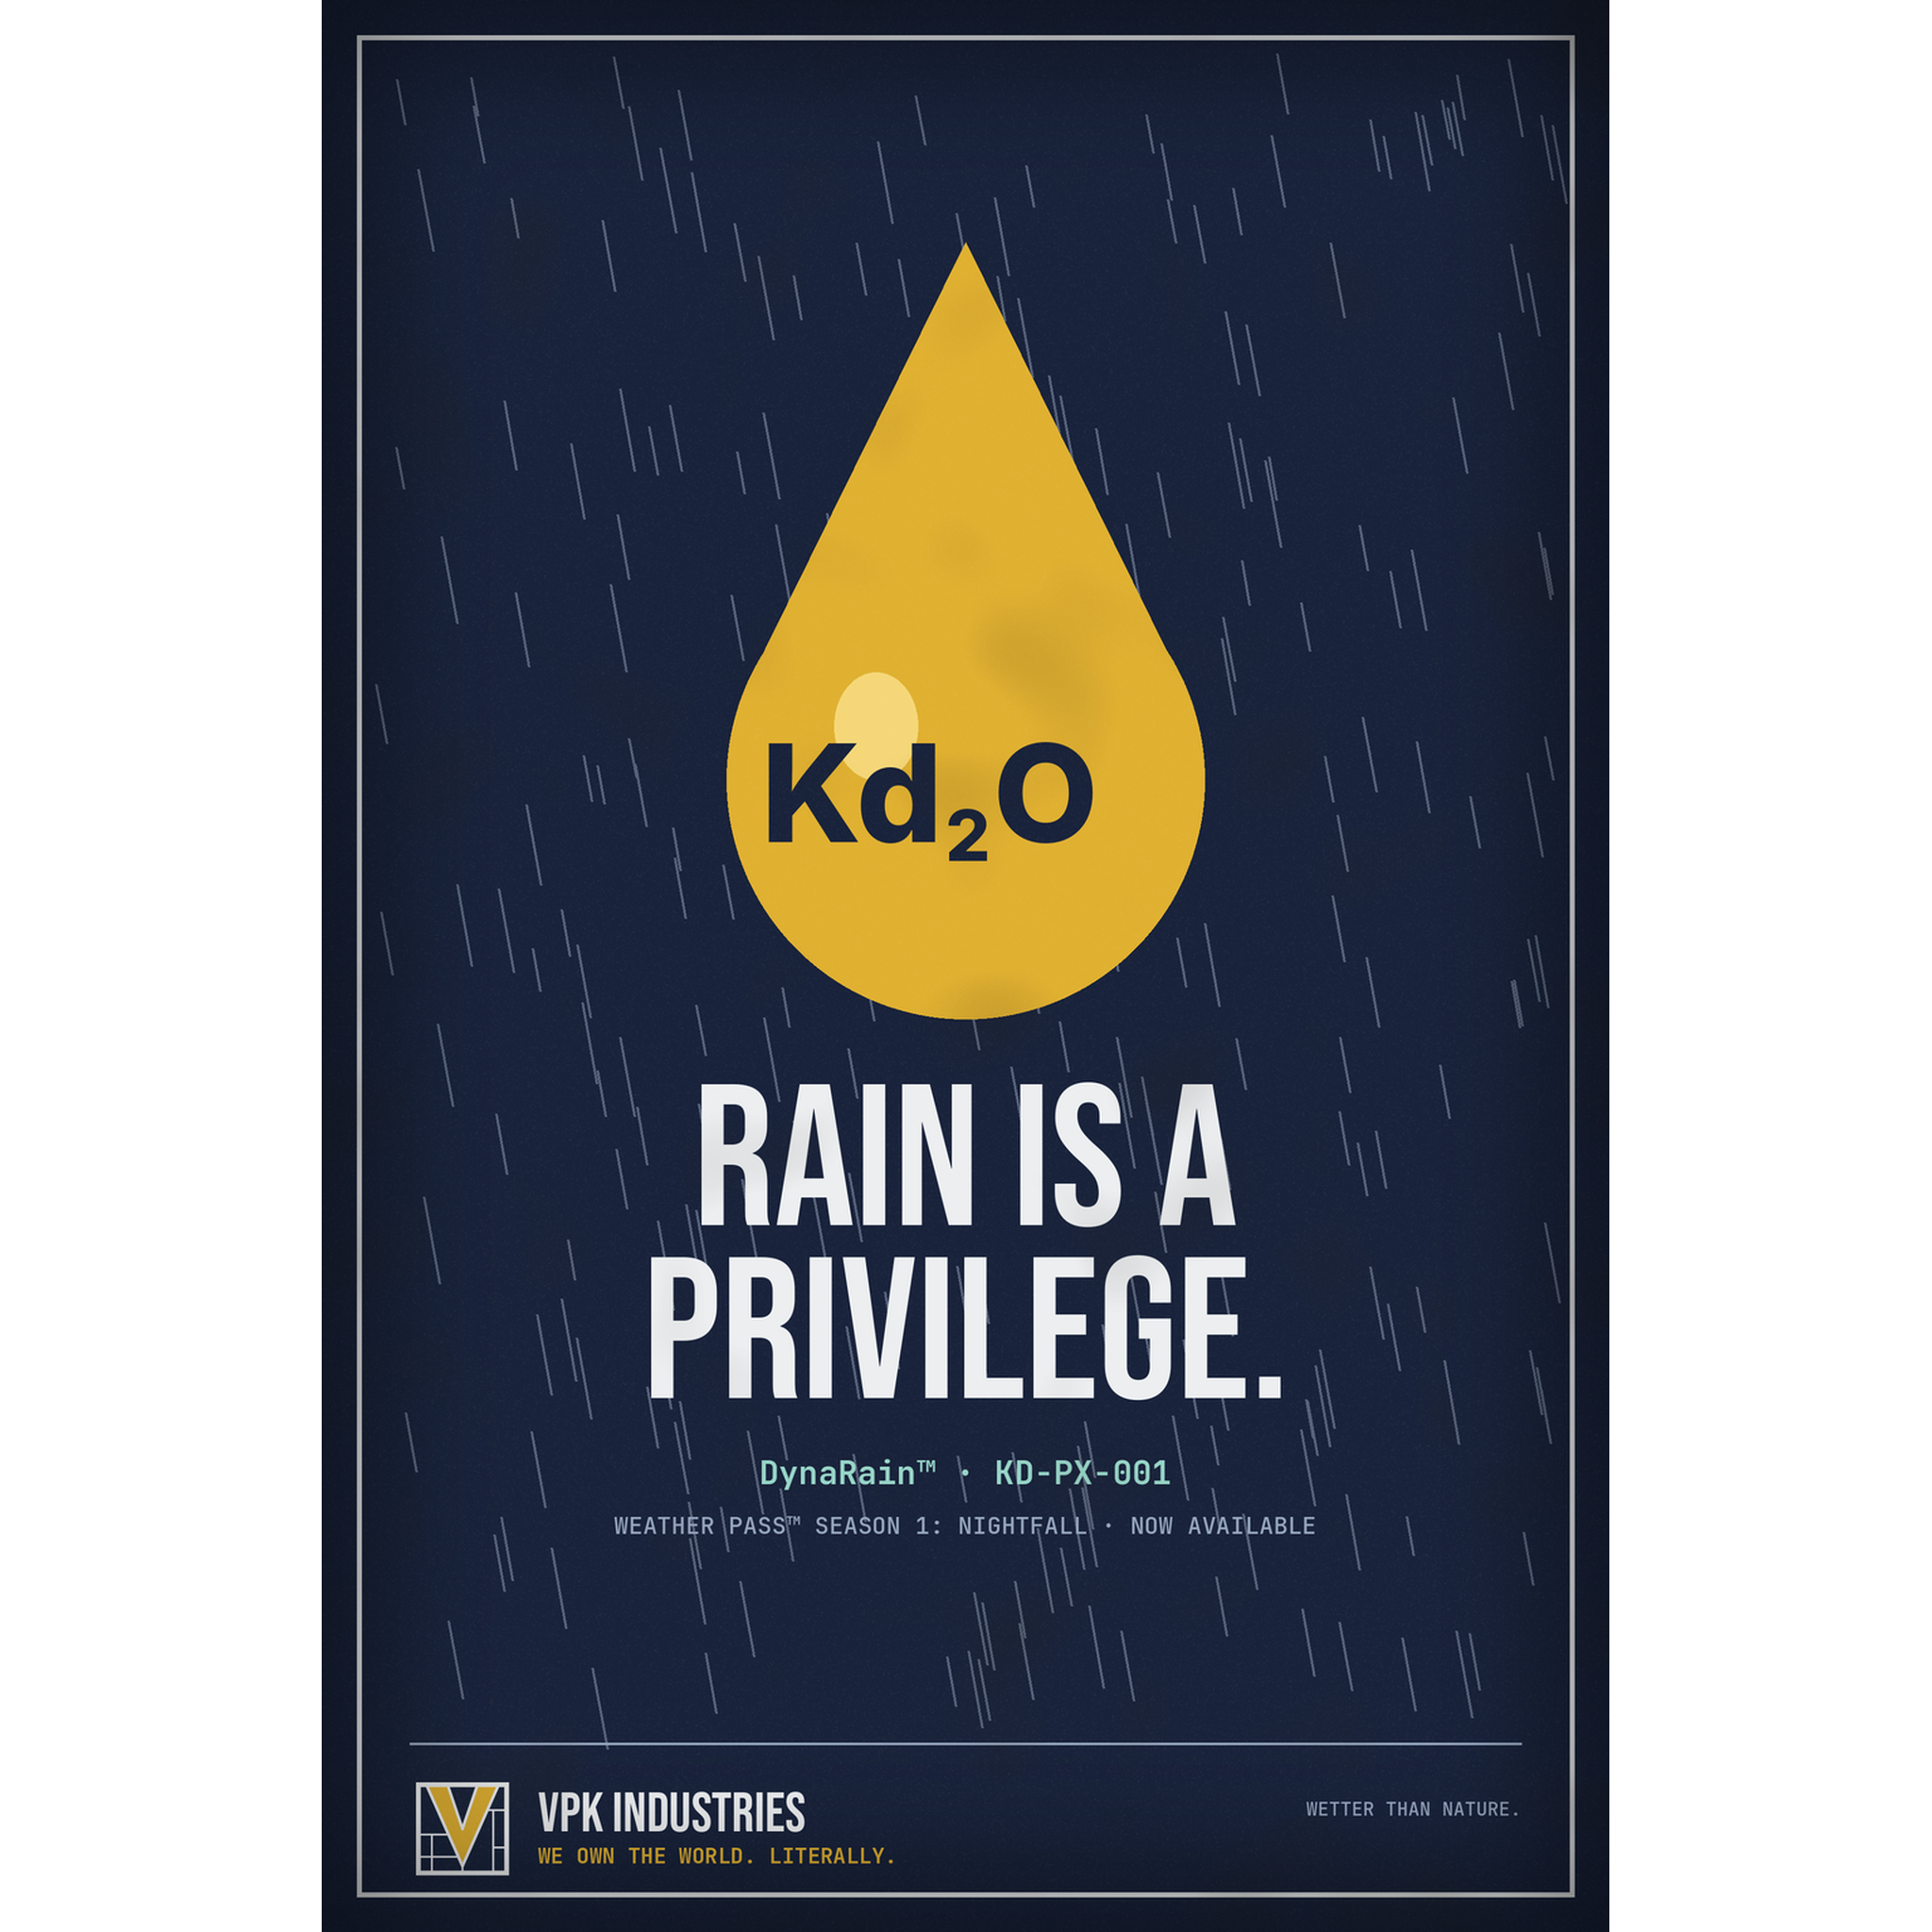 Kd₂O
RAIN IS A
PRIVILEGE.
DynaRain™ · KD-PX-001
WEATHER PASS™ SEASON 1: NIGHTFALL · NOW AVAILABLE
VPK INDUSTRIES
WE OWN THE WORLD. LITERALLY.
WETTER THAN NATURE.